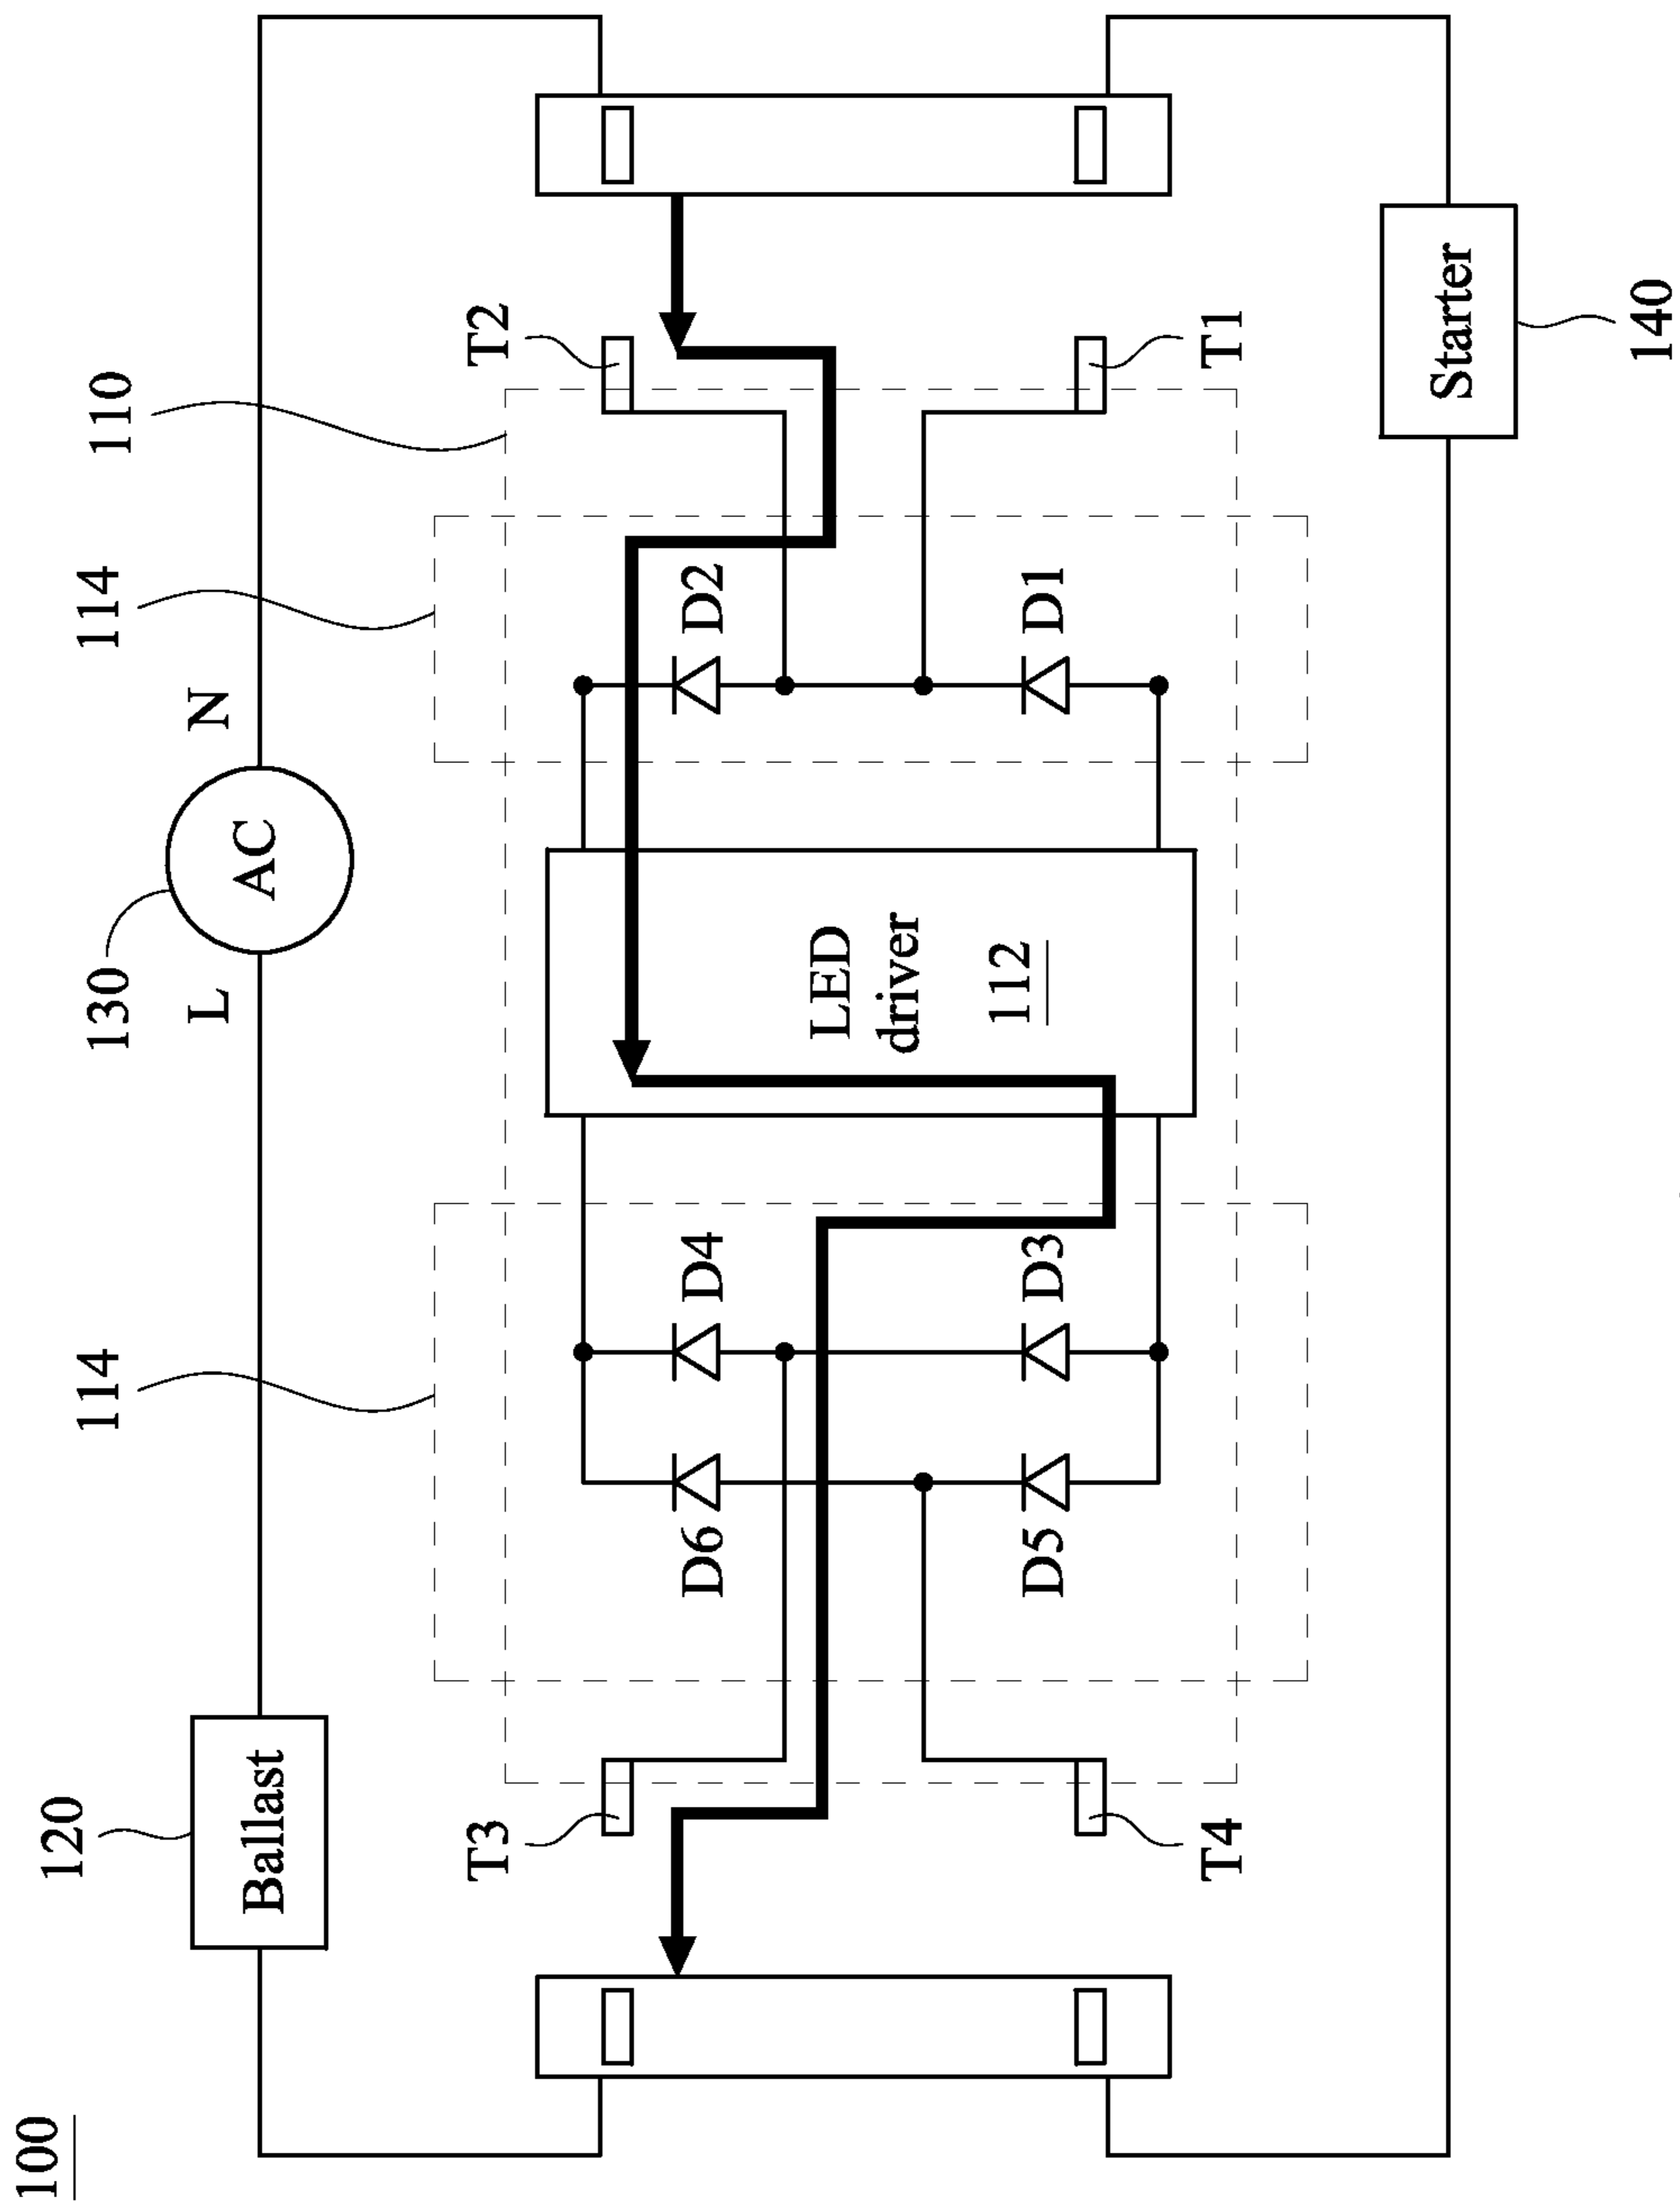 100
120
Ballast
130
L
AC
N
114
114
110
T3
T2
D6
D4
D2
LED
driver
112
D5
D3
D1
T4
T1
Starter
140